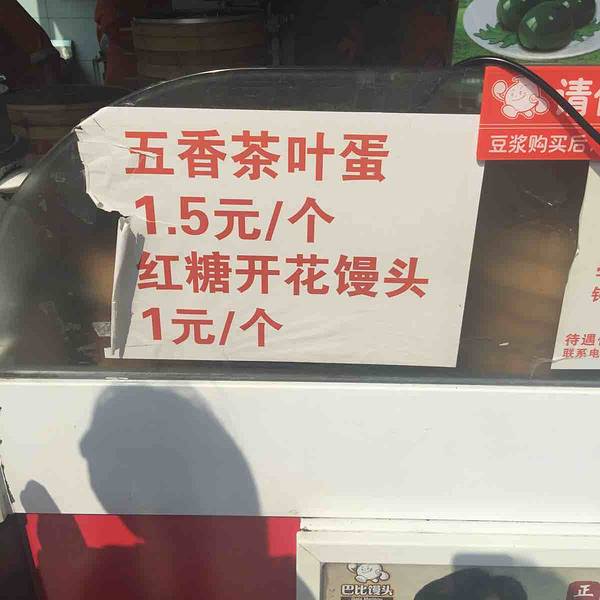 五香茶叶蛋
1.5元/个
红糖开花馒头
1元/个
豆浆购买后
待遇
联系电
巴比馒头
正